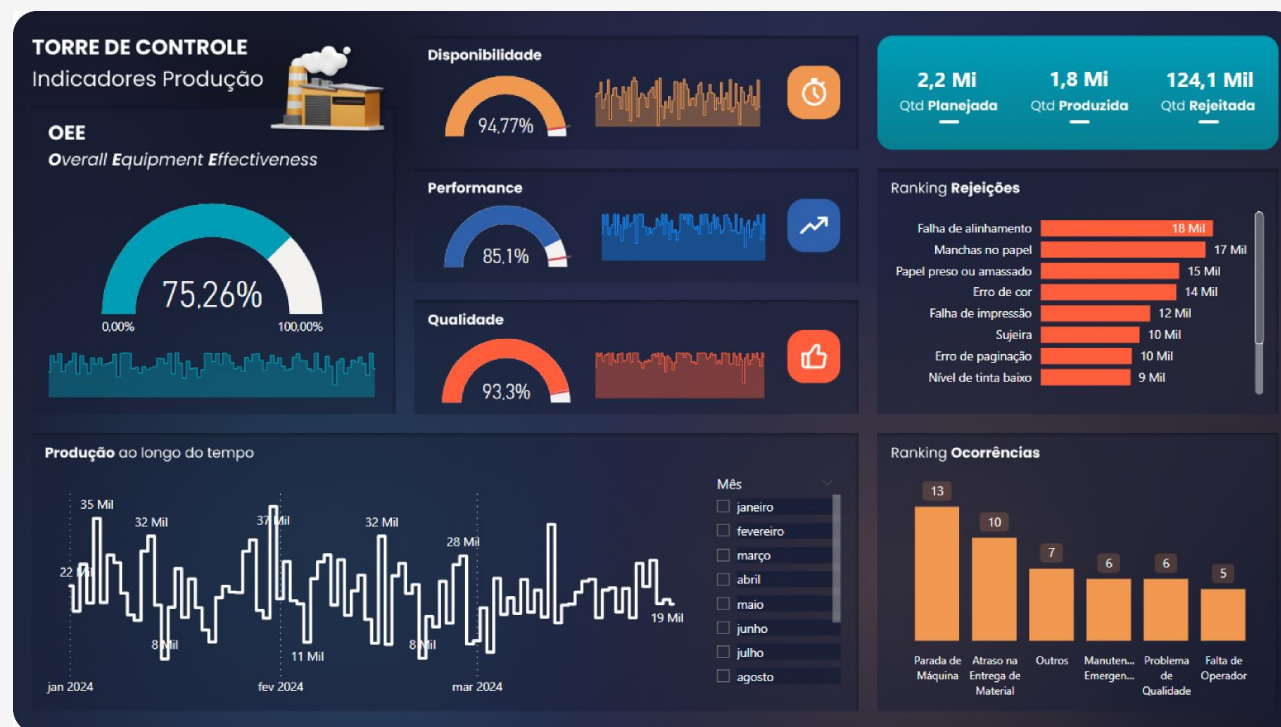 TORRE DE CONTROLE
Indicadores Produção
OEE
Overall Equipment Effectiveness
75,26%
0,00%
100,00%
Disponibilidade
94,77%
Performance
85,1%
Qualidade
93,3%
2,2 Mi
Qtd Planejada
1,8 Mi
Qtd Produzida
124,1 Mil
Qtd Rejeitada
Ranking Rejeições
Falha de alinhamento 18 Mil
Manchas no papel 17 Mil
Papel preso ou amassado 15 Mil
Erro de cor 14 Mil
Falha de impressão 12 Mil
Sujeira 10 Mil
Erro de paginação 10 Mil
Nível de tinta baixo 9 Mil
Produção ao longo do tempo
35 Mil
32 Mil
37 Mil
32 Mil
28 Mil
22 Mil
8 Mil
11 Mil
8 Mil
19 Mil
jan 2024
fev 2024
mar 2024
Mês
janeiro
fevereiro
março
abril
maio
junho
julho
agosto
Ranking Ocorrências
13
10
7
6
6
5
Parada de
Máquina
Atraso na
Entrega de
Material
Outros
Manuten...
Emergen...
Problema
de
Qualidade
Falta de
Operador